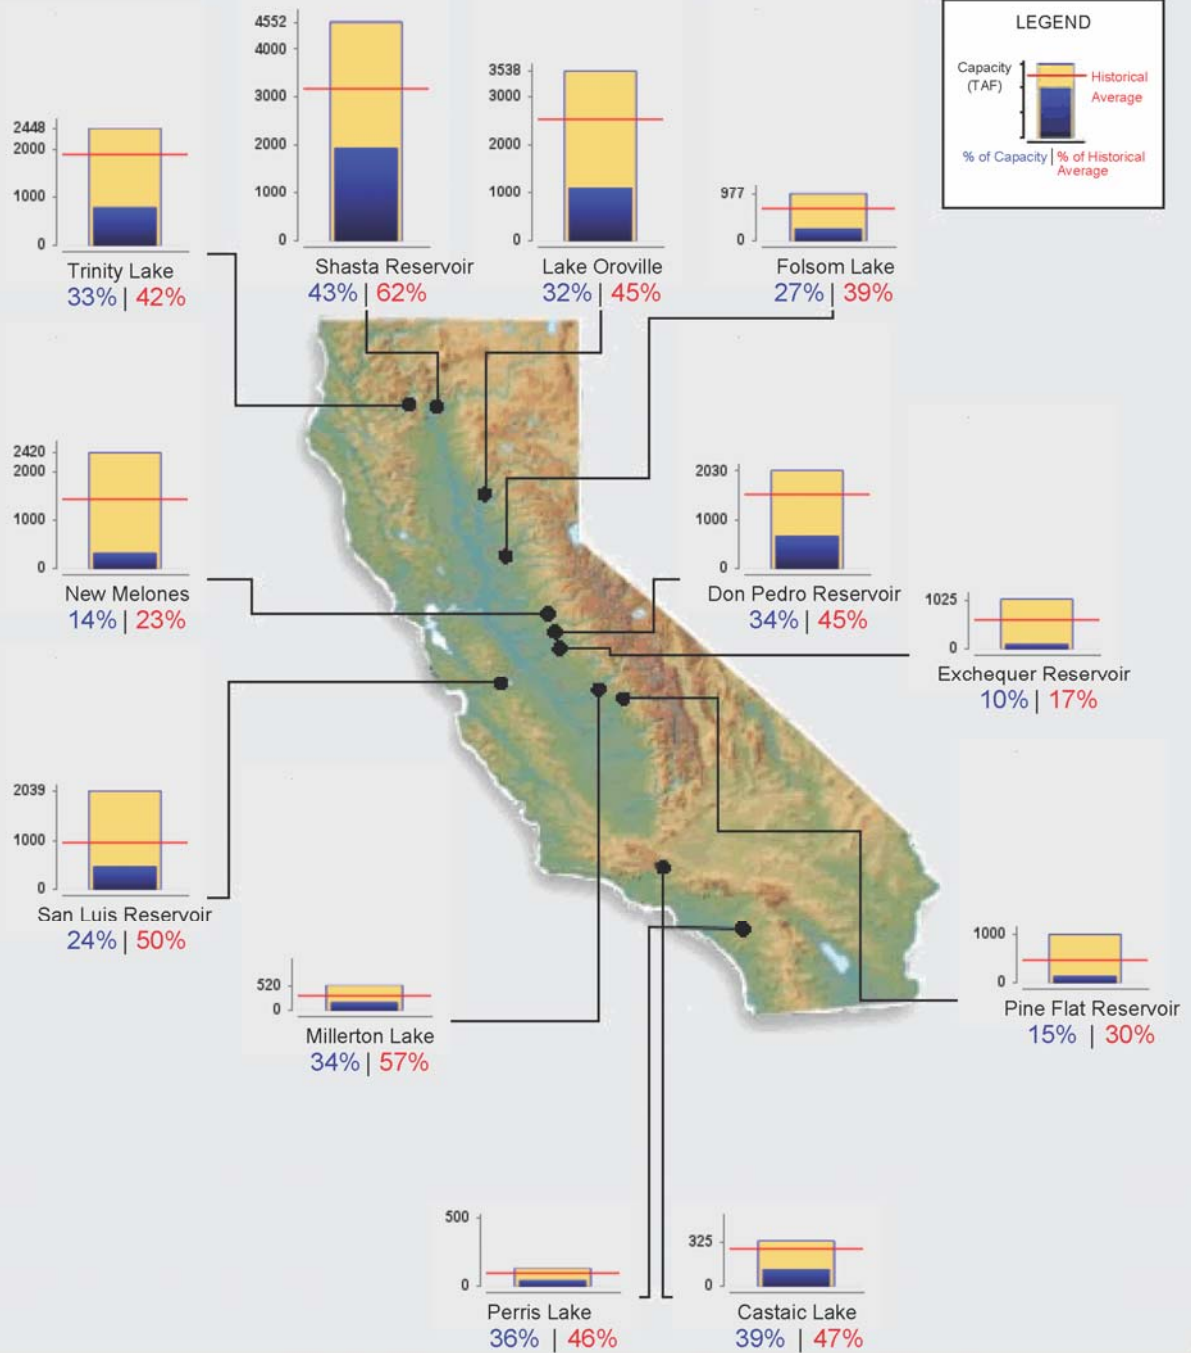 4552
4000
3000
2000
1000
0
Shasta Reservoir
43% | 62%
3538
3000
2000
1000
0
Lake Oroville
32% | 45%
LEGEND
Capacity
(TAF)
Historical
Average
% of Capacity | % of Historical
Average
2448
2000
1000
0
Trinity Lake
33% | 42%
977
0
Folsom Lake
27% | 39%
2420
2000
1000
0
New Melones
14% | 23%
2030
1000
0
Don Pedro Reservoir
34% | 45%
1025
0
Exchequer Reservoir
10% | 17%
2039
1000
0
San Luis Reservoir
24% | 50%
520
0
Millerton Lake
34% | 57%
1000
0
Pine Flat Reservoir
15% | 30%
500
0
Perris Lake
36% | 46%
325
0
Castaic Lake
39% | 47%